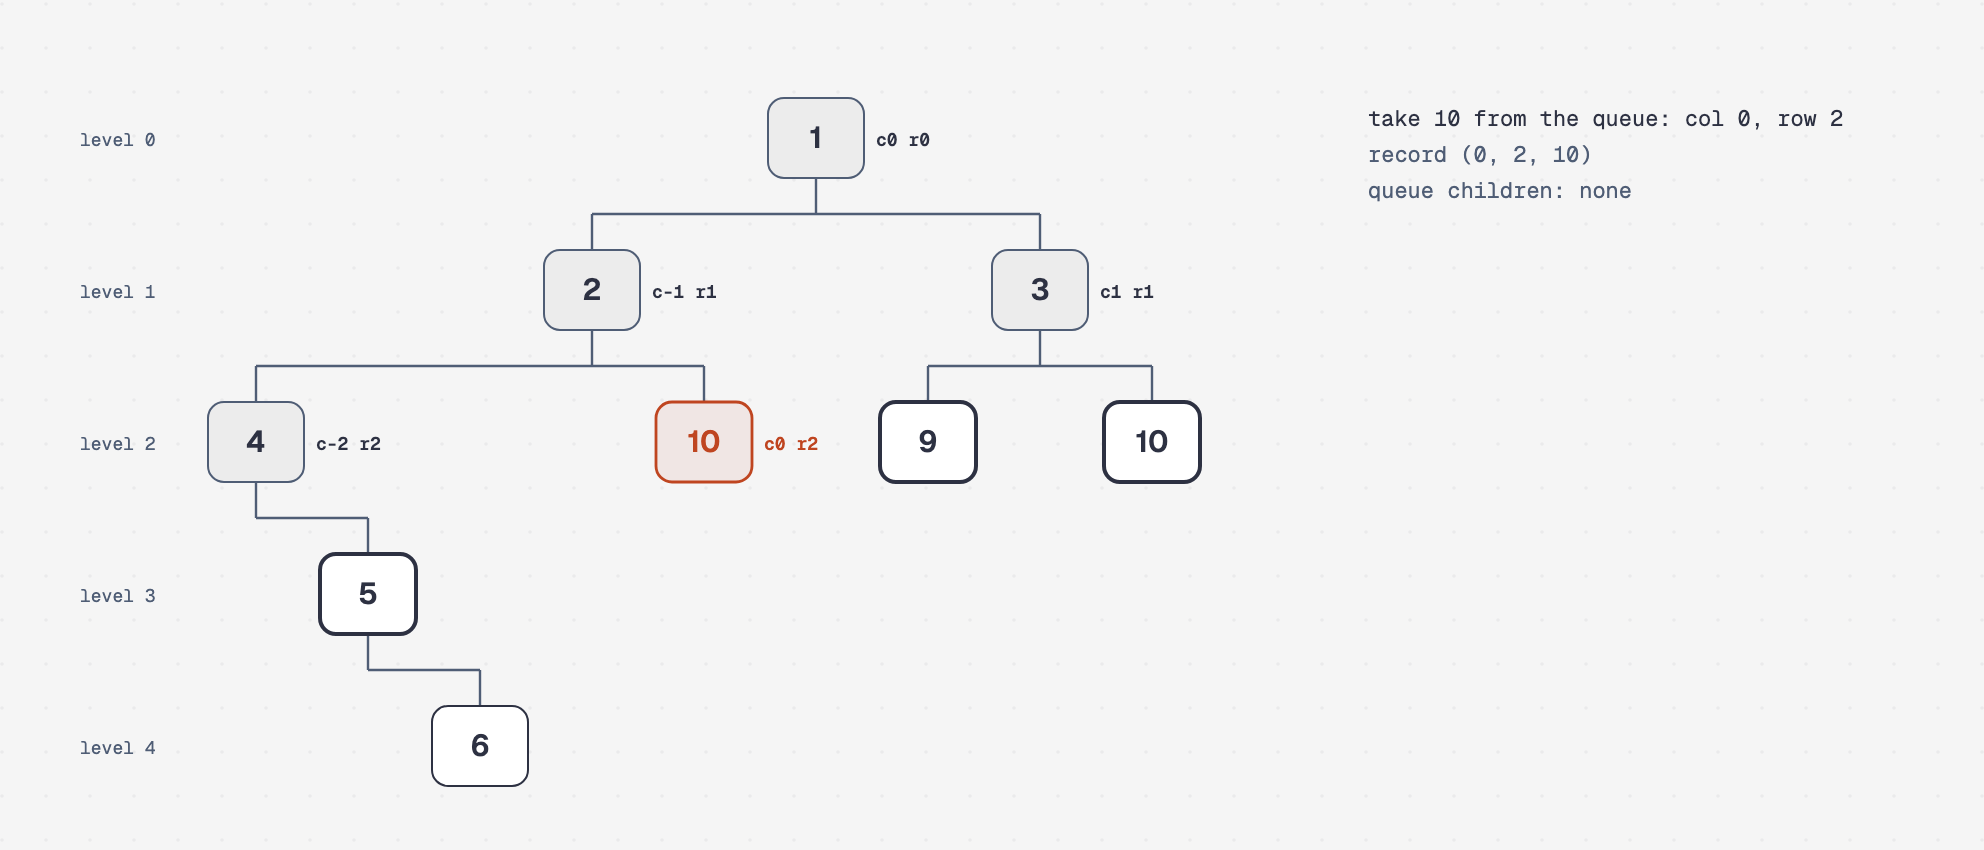 level 0
1
c0 r0
take 10 from the queue: col 0, row 2
record (0, 2, 10)
queue children: none
level 1
2
c-1 r1
3
c1 r1
level 2
4
c-2 r2
10
c0 r2
9
10
level 3
5
level 4
6